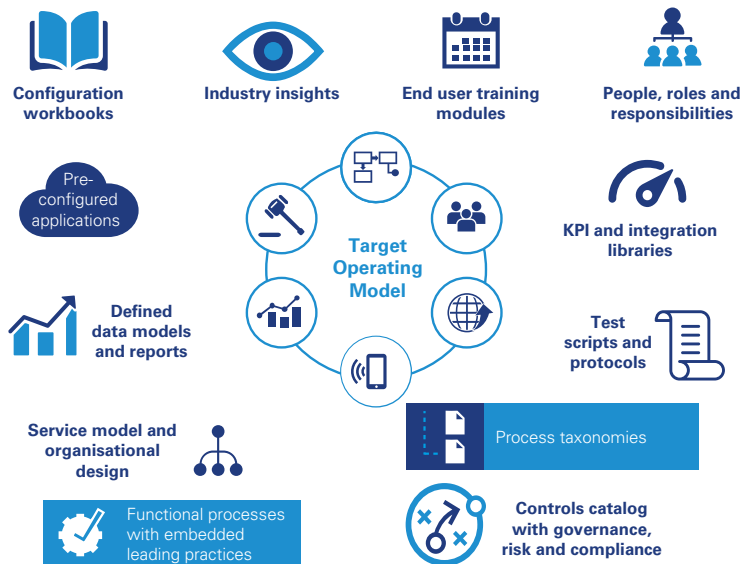 Configuration
workbooks
Industry insights
End user training
modules
People, roles and
responsibilities
Pre-
configured
applications
Target
Operating
Model
KPI and integration
libraries
Defined
data models
and reports
Test
scripts and
protocols
Service model and
organisational
design
Process taxonomies
Functional processes
with embedded
leading practices
Controls catalog
with governance,
risk and compliance